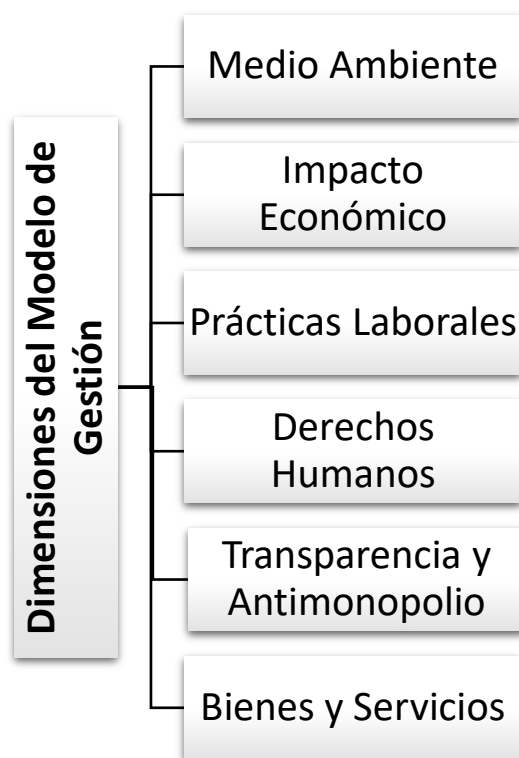 Dimensiones del Modelo de
Gestión
Medio Ambiente
Impacto
Económico
Prácticas Laborales
Derechos
Humanos
Transparencia y
Antimonopolio
Bienes y Servicios